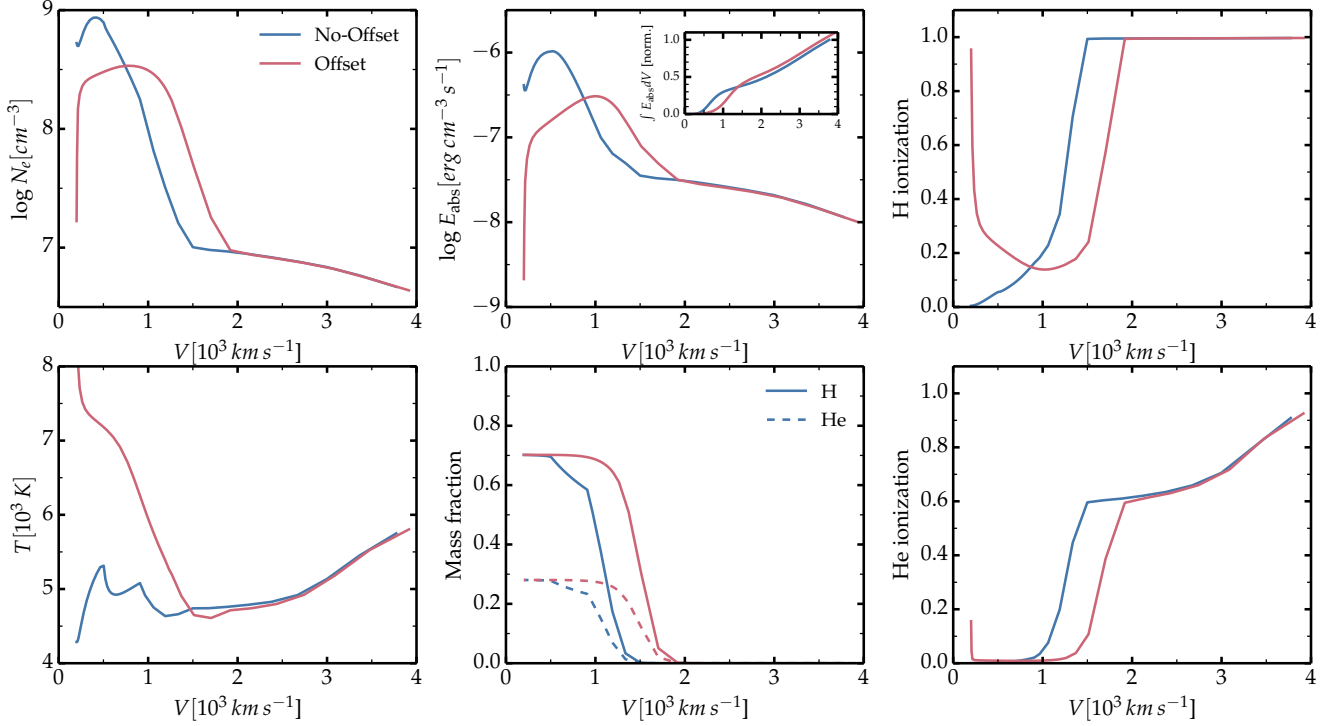 log N_e [cm^−3]
9
8
7
No-Offset
Offset
0 1 2 3 4
V [10^3 km s^−1]
log E_abs [erg cm^−3 s^−1]
−6
−7
−8
−9
∫ E_abs dV [norm.]
1.0
0.5
0.0
0 1 2 3 4
0 1 2 3 4
V [10^3 km s^−1]
H ionization
1.0
0.8
0.6
0.4
0.2
0.0
0 1 2 3 4
V [10^3 km s^−1]
T [10^3 K]
8
7
6
5
4
0 1 2 3 4
V [10^3 km s^−1]
Mass fraction
1.0
0.8
0.6
0.4
0.2
0.0
H
He
0 1 2 3 4
V [10^3 km s^−1]
He ionization
1.0
0.8
0.6
0.4
0.2
0.0
0 1 2 3 4
V [10^3 km s^−1]